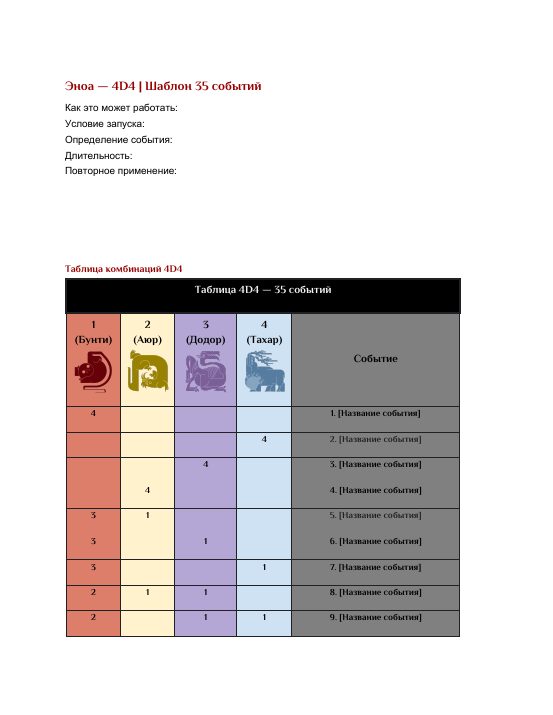 Эноа — 4D4 | Шаблон 35 событий
Как это может работать:
Условие запуска:
Определение события:
Длительность:
Повторное применение:
Таблица комбинаций 4D4
Таблица 4D4 — 35 событий
1 2 3 4
(Бунти) (Аюр) (Додор) (Тахар) Событие
4 1. [Название события]
4 2. [Название события]
4 3. [Название события]
4 4. [Название события]
3 1 5. [Название события]
3 1 6. [Название события]
3 1 7. [Название события]
2 1 1 8. [Название события]
2 1 1 9. [Название события]